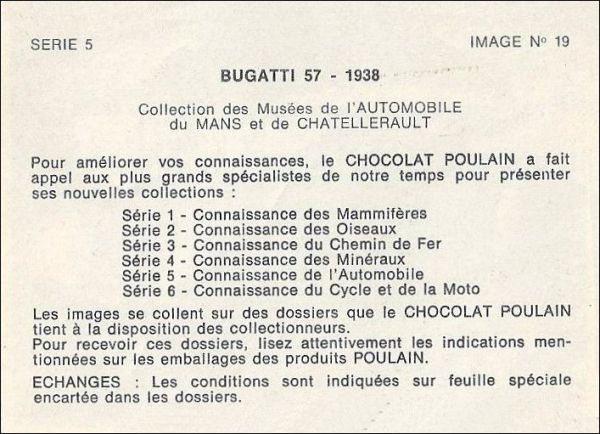 SERIE 5
IMAGE Nº 19
BUGATTI 57 - 1938
Collection des Musées de l'AUTOMOBILE
du MANS et de CHATELLERAULT
Pour améliorer vos connaissances, le CHOCOLAT POULAIN a fait
appel aux plus grands spécialistes de notre temps pour présenter
ses nouvelles collections :
Série 1 - Connaissance des Mammifères
Série 2 - Connaissance des Oiseaux
Série 3 - Connaissance du Chemin de Fer
Série 4 - Connaissance des Minéraux
Série 5 - Connaissance de l'Automobile
Série 6 - Connaissance du Cycle et de la Moto
Les images se collent sur des dossiers que le CHOCOLAT POULAIN
tient à la disposition des collectionneurs.
Pour recevoir ces dossiers, lisez attentivement les indications men-
tionnées sur les emballages des produits POULAIN.
ECHANGES : Les conditions sont indiquées sur feuille spéciale
encartée dans les dossiers.